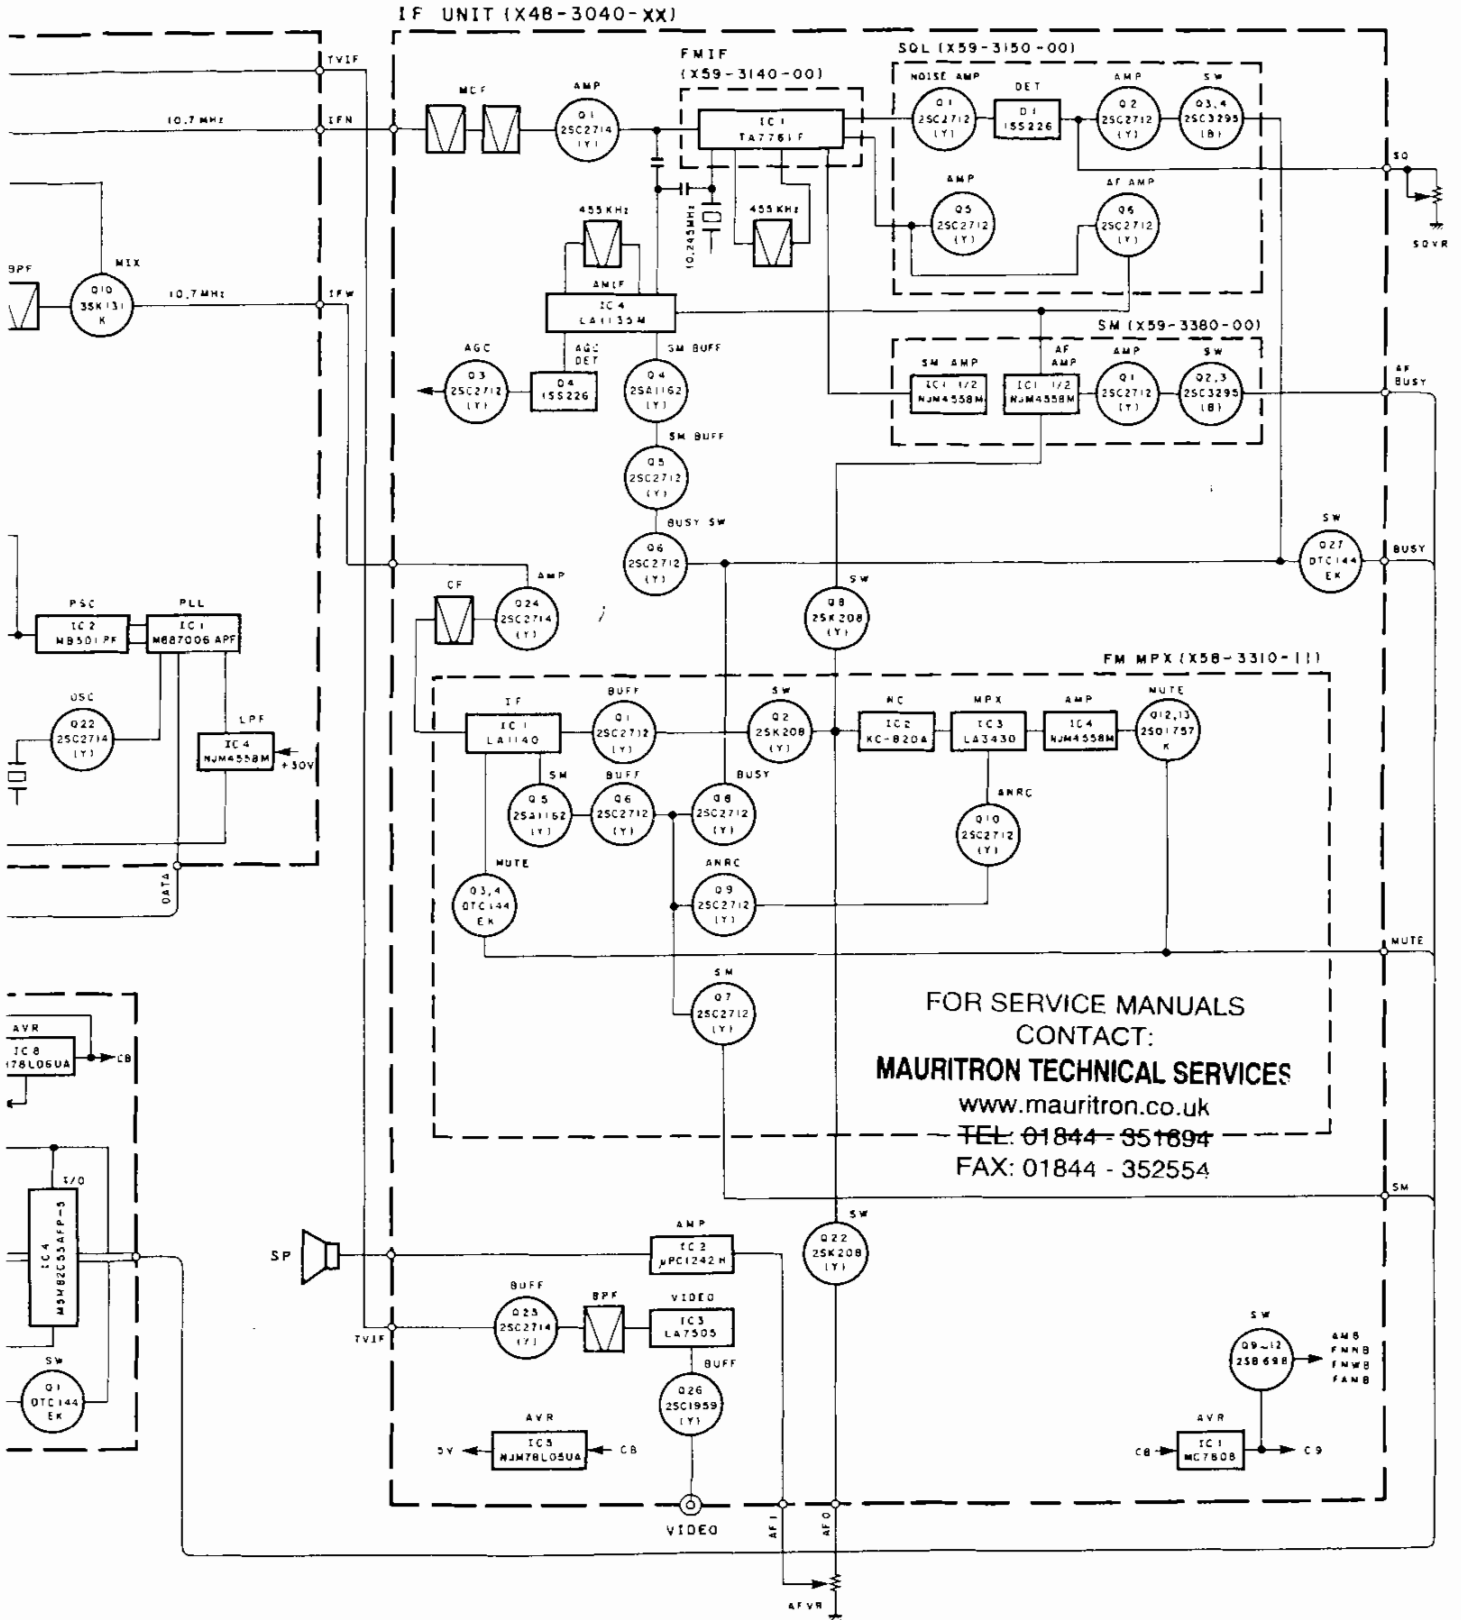 IF UNIT (X48-3040-XX)
TVIF
10.7 MHz
IFN
MCF
AMP
Q1
2SC2714
(Y)
FMIF
(X59-3140-00)
IC1
TA7761F
SQL (X59-3150-00)
NOISE AMP
Q1
2SC2712
(Y)
DET
D1
1SS226
AMP
Q2
2SC2712
(Y)
SW
Q3,4
2SC3295
(B)
SQ
SQVR
AMP
Q5
2SC2712
(Y)
AF AMP
Q6
2SC2712
(Y)
455KHz
10.245MHz
455KHz
BPF
MIX
Q10
3SK131
K
10.7MHz
IFW
AMIF
IC4
LA1135M
AGC
Q3
2SC2712
(Y)
AGC
DET
D4
1SS226
SM BUFF
Q4
2SA1162
(Y)
SM (X59-3380-00)
SM AMP
IC1 1/2
NJM4558M
AF
AMP
IC1 1/2
NJM4558M
AMP
Q1
2SC2712
(Y)
SW
Q2,3
2SC3295
(B)
AF
BUSY
SM BUFF
Q5
2SC2712
(Y)
BUSY SW
Q6
2SC2712
(Y)
SW
Q27
DTC144
EK
BUSY
CF
AMP
Q24
2SC2714
(Y)
SW
Q8
2SK208
(Y)
PSC
IC2
MB501PF
PLL
IC1
MB87006APF
OSC
Q22
2SC2714
(Y)
LPF
IC4
NJM4558M
+30V
DATA
FM MPX (X58-3310-11)
IF
IC1
LA1140
BUFF
Q1
2SC2712
(Y)
SW
Q2
2SK208
(Y)
NC
IC2
KC-820A
MPX
IC3
LA3430
AMP
IC4
NJM4558M
MUTE
Q12,13
2SD1757
K
SM
Q5
2SA1162
(Y)
BUFF
Q6
2SC2712
(Y)
BUSY
Q8
2SC2712
(Y)
ANRC
Q10
2SC2712
(Y)
MUTE
Q3,4
DTC144
EK
ANRC
Q9
2SC2712
(Y)
MUTE
SM
Q7
2SC2712
(Y)
FOR SERVICE MANUALS
CONTACT:
MAURITRON TECHNICAL SERVICES
www.mauritron.co.uk
TEL: 01844 - 351694
FAX: 01844 - 352554
AVR
IC8
78L06UA
CB
I/O
IC4
M5M82C55AFP-5
SW
Q1
DTC144
EK
SM
SP
AMP
IC2
μPC1242H
SW
Q22
2SK208
(Y)
TVIF
BUFF
Q25
2SC2714
(Y)
BPF
VIDEO
IC3
LA7505
BUFF
Q26
2SC1959
(Y)
SW
Q9~12
2SB698
AMB
FMNB
FMWB
FAMB
AVR
5V
IC5
NJM78L05UA
C8
AVR
C8
IC1
MC7808
C9
VIDEO
AF1
AFO
AFVR